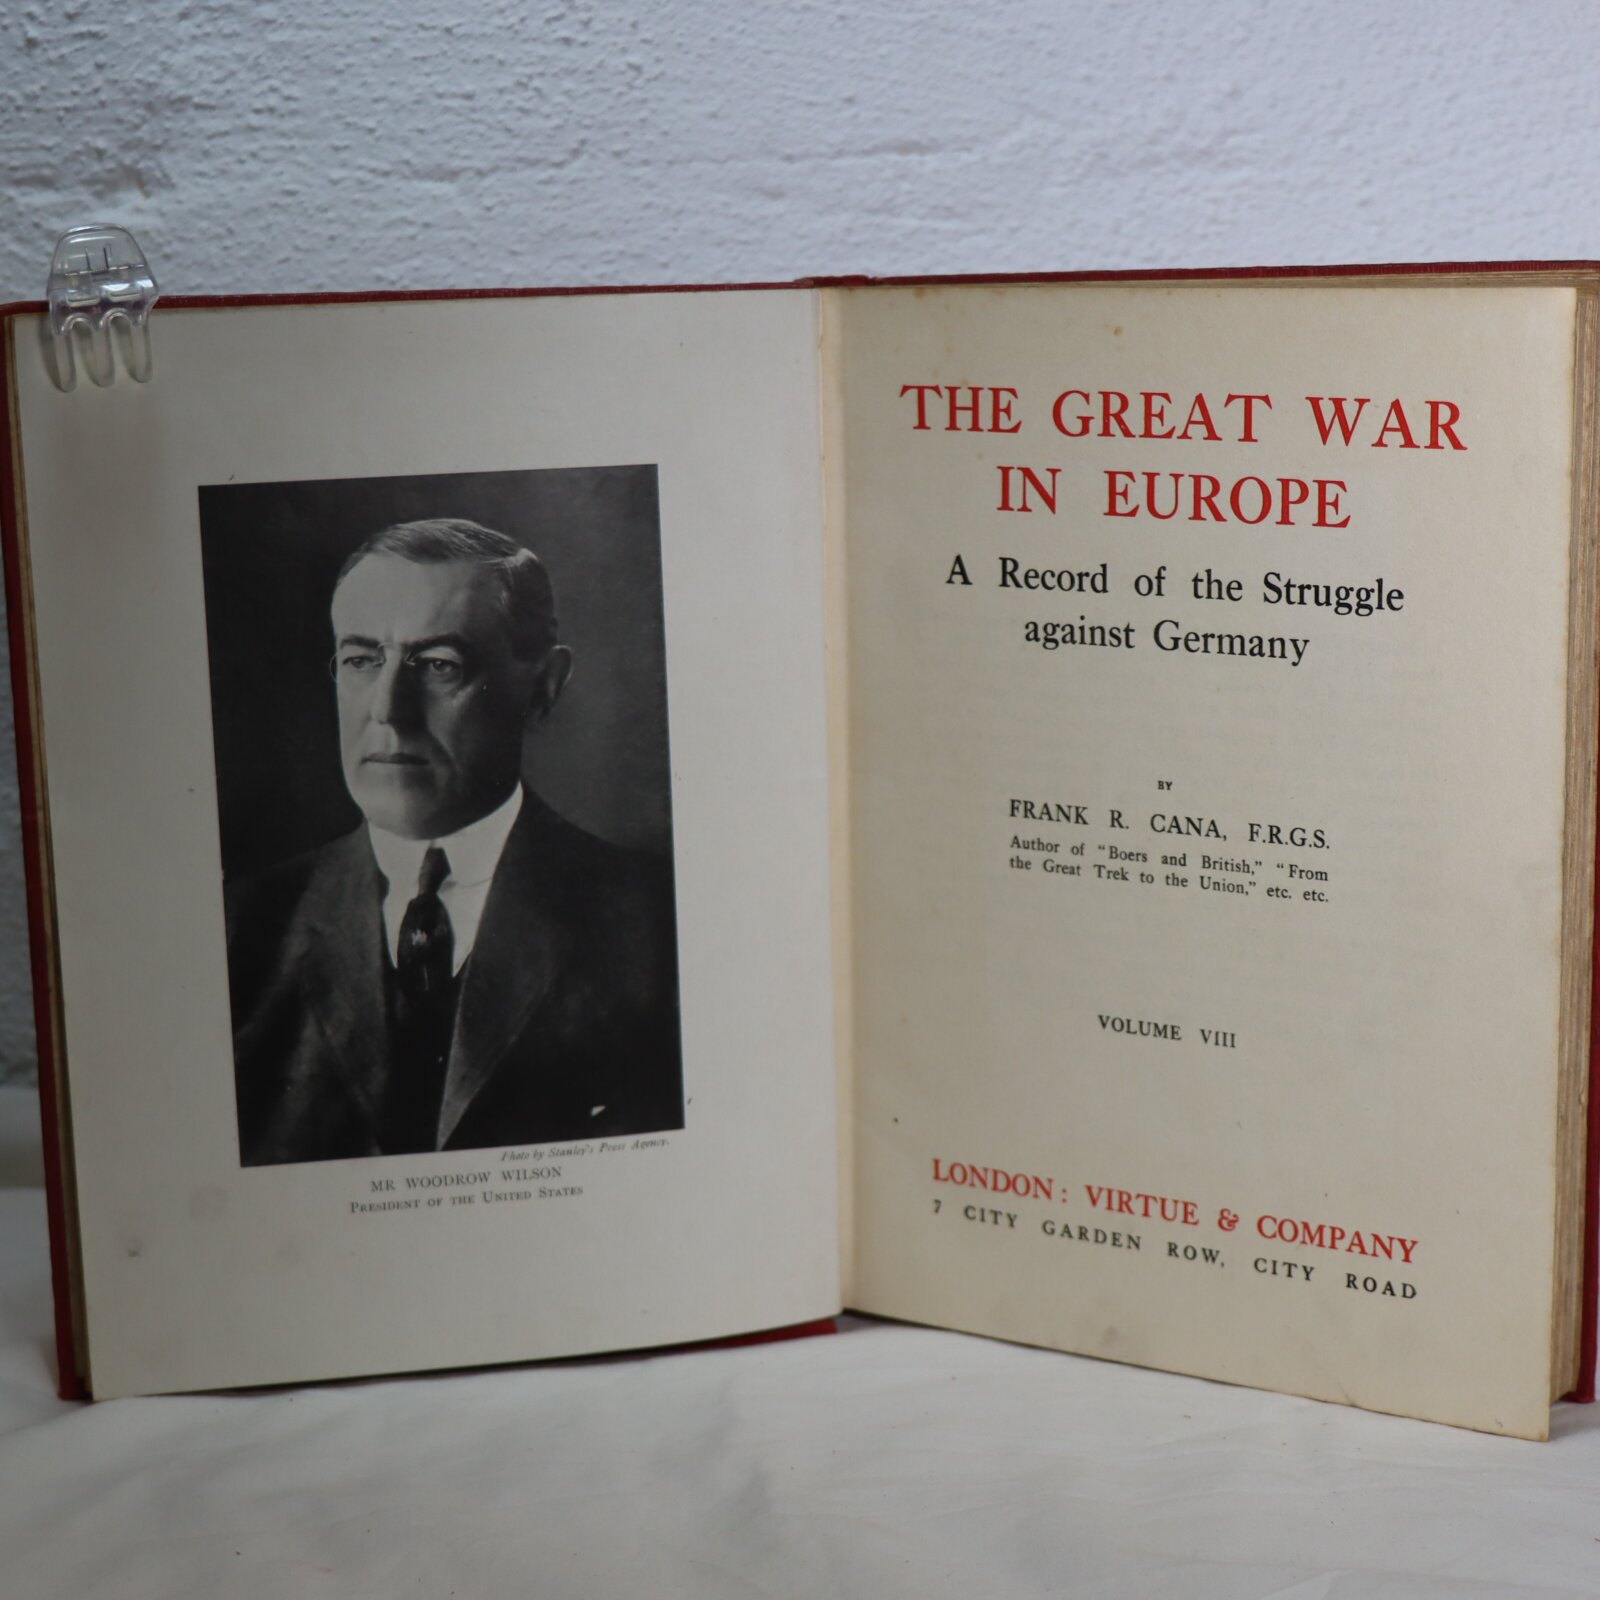 Photo by Stanley's Press Agency.
MR WOODROW WILSON
PRESIDENT OF THE UNITED STATES
THE GREAT WAR
IN EUROPE
A Record of the Struggle
against Germany
BY
FRANK R. CANA, F.R.G.S.
Author of "Boers and British," "From
the Great Trek to the Union," etc. etc.
VOLUME VIII
LONDON: VIRTUE & COMPANY
7 CITY GARDEN ROW, CITY ROAD